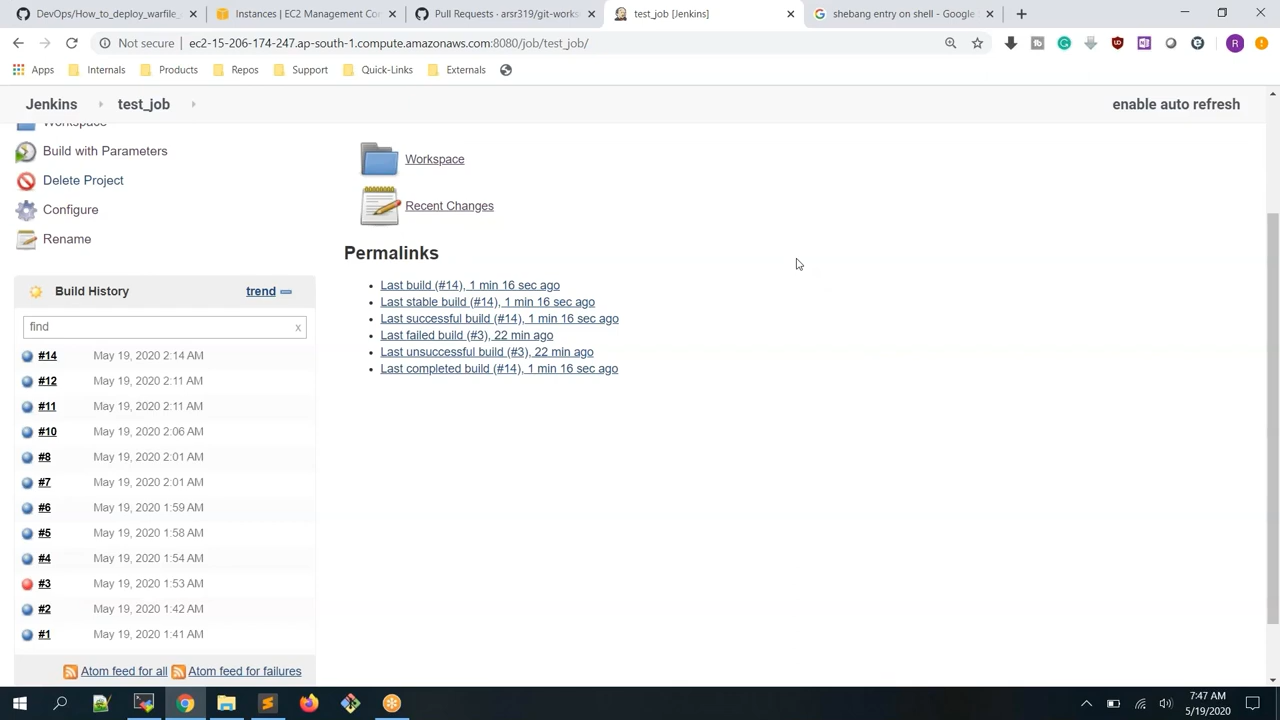 DevOps/How_to_deploy_warfile_
Instances | EC2 Management Co
Pull Requests · arsr319/git-works
test_job [Jenkins]
shebang entry on shell - Google
Not secure | ec2-15-206-174-247.ap-south-1.compute.amazonaws.com:8080/job/test_job/
Apps Internals Products Repos Support Quick-Links Externals
Jenkins test_job enable auto refresh
Workspace
Build with Parameters
Delete Project
Configure
Rename
Workspace
Recent Changes
Permalinks
Last build (#14), 1 min 16 sec ago
Last stable build (#14), 1 min 16 sec ago
Last successful build (#14), 1 min 16 sec ago
Last failed build (#3), 22 min ago
Last unsuccessful build (#3), 22 min ago
Last completed build (#14), 1 min 16 sec ago
Build History trend
find x
#14 May 19, 2020 2:14 AM
#12 May 19, 2020 2:11 AM
#11 May 19, 2020 2:11 AM
#10 May 19, 2020 2:06 AM
#8 May 19, 2020 2:01 AM
#7 May 19, 2020 2:01 AM
#6 May 19, 2020 1:59 AM
#5 May 19, 2020 1:58 AM
#4 May 19, 2020 1:54 AM
#3 May 19, 2020 1:53 AM
#2 May 19, 2020 1:42 AM
#1 May 19, 2020 1:41 AM
Atom feed for all Atom feed for failures
7:47 AM
5/19/2020